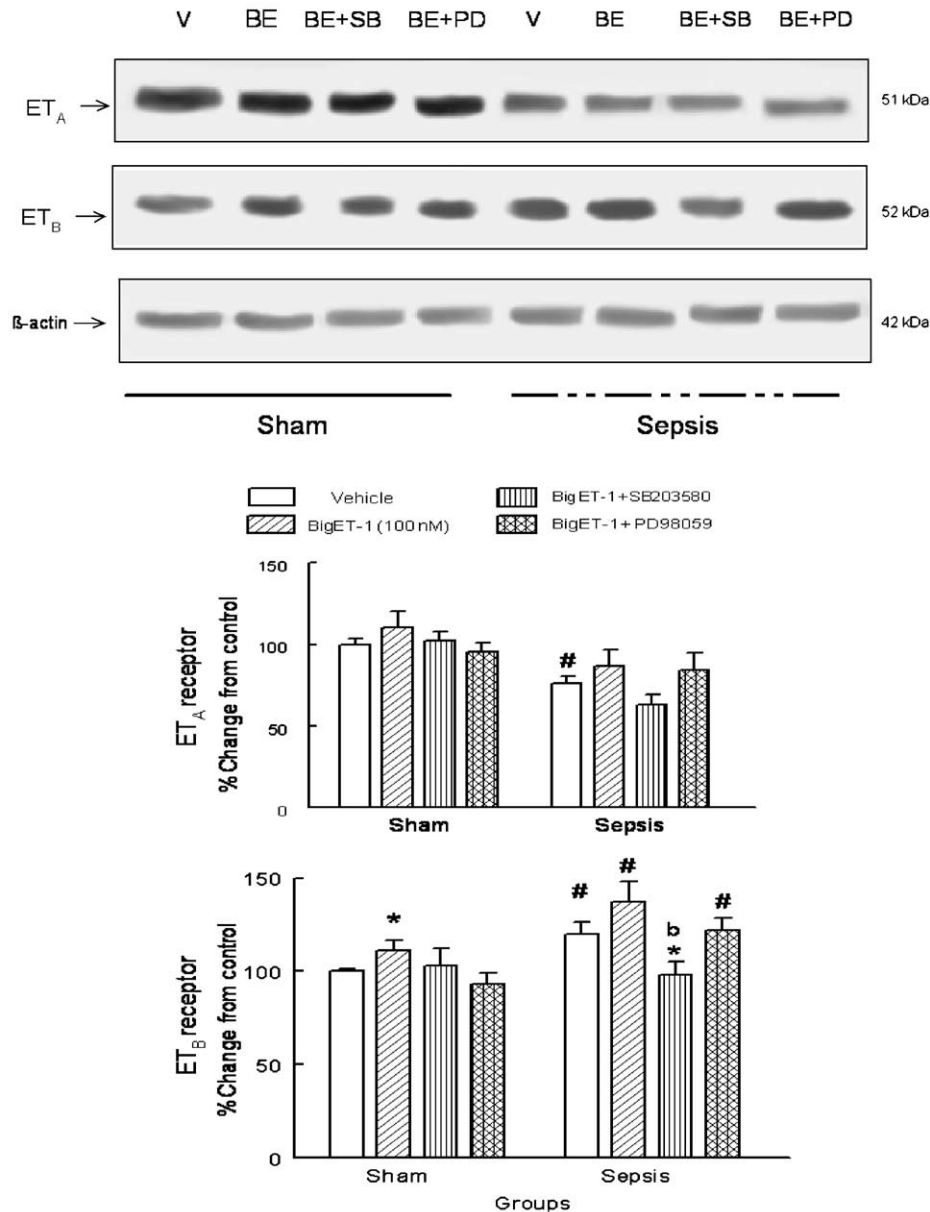 V BE BE+SB BE+PD V BE BE+SB BE+PD
ETA 51 kDa
ETB 52 kDa
ß-actin 42 kDa
Sham Sepsis
Vehicle BigET-1+SB203580
BigET-1 (100 nM) BigET-1+PD98059
ETA receptor
% Change from control
150
100
50
0
#
Sham Sepsis
ETB receptor
% Change from control
150
100
50
0
*
#
#
b
*
#
Sham Sepsis
Groups